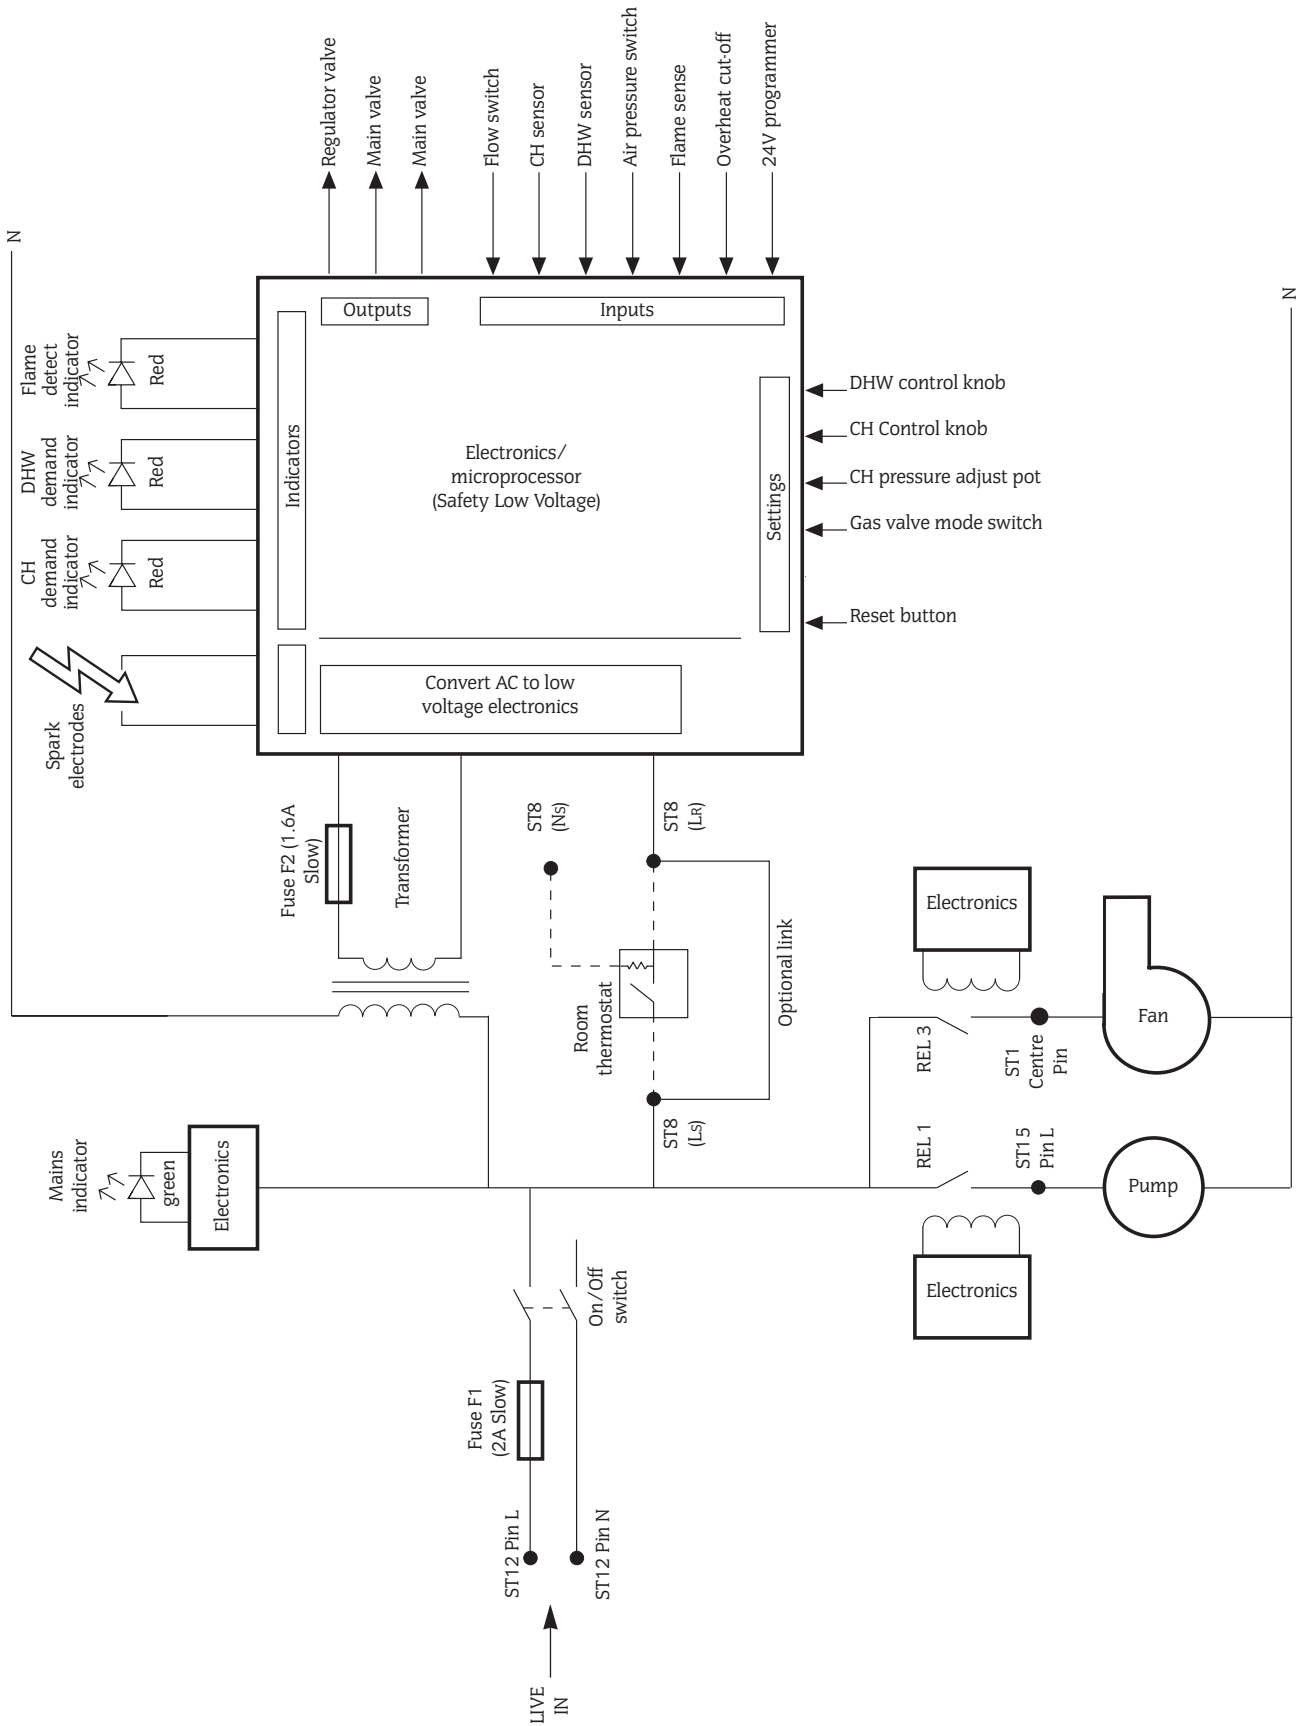 N
Flame
detect
indicator
Red
DHW
demand
indicator
Red
CH
demand
indicator
Red
Spark
electrodes
Regulator valve
Main valve
Main valve
Flow switch
CH sensor
DHW sensor
Air pressure switch
Flame sense
Overheat cut-off
24V programmer
Outputs
Inputs
Indicators
Electronics/
microprocessor
(Safety Low Voltage)
Settings
DHW control knob
CH Control knob
CH pressure adjust pot
Gas valve mode switch
Reset button
Convert AC to low
voltage electronics
N
Fuse F2 (1.6A
Slow)
Transformer
ST8
(Ns)
ST8
(LR)
Room
thermostat
Optional link
ST8
(Ls)
Electronics
REL 3
ST1
Centre
Pin
Fan
Mains
indicator
green
Electronics
REL 1
ST15
Pin L
Pump
Electronics
On/Off
switch
Fuse F1
(2A Slow)
ST12 Pin L
ST12 Pin N
LIVE
IN